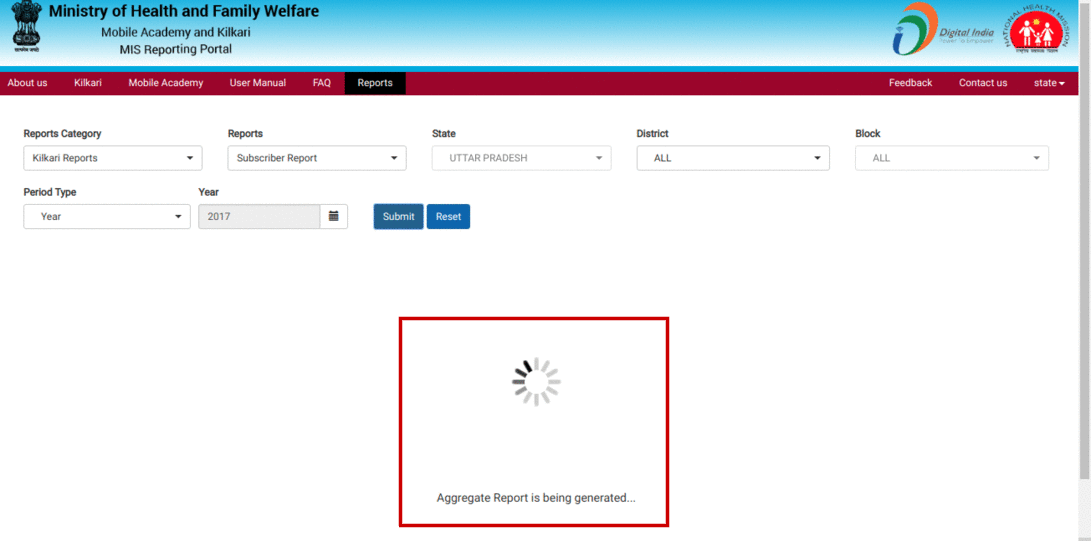 Ministry of Health and Family Welfare
Mobile Academy and Kilkari
MIS Reporting Portal
Digital India
Power To Empower
NATIONAL HEALTH MISSION
About us Kilkari Mobile Academy User Manual FAQ Reports Feedback Contact us state
Reports Category Reports State District Block
Kilkari Reports Subscriber Report UTTAR PRADESH ALL ALL
Period Type Year
Year 2017 Submit Reset
Aggregate Report is being generated...